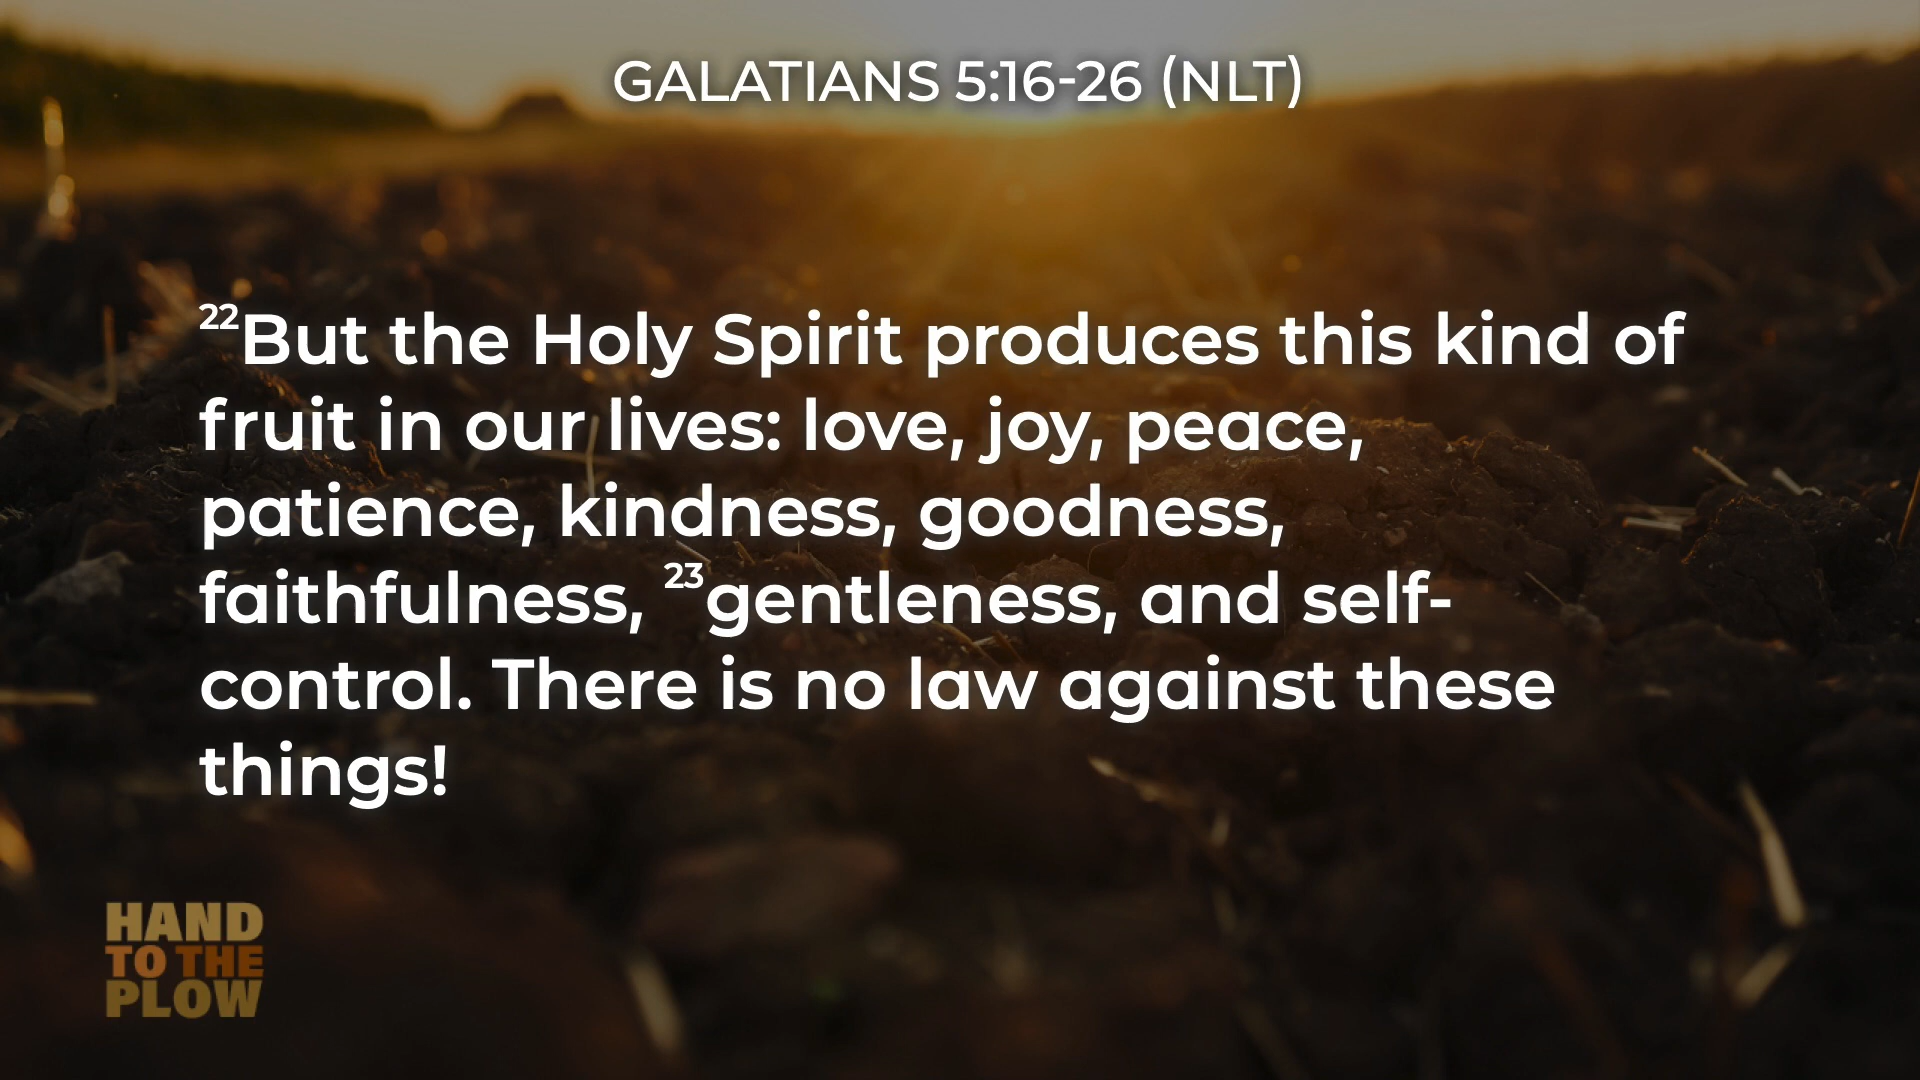 GALATIANS 5:16-26 (NLT)
22But the Holy Spirit produces this kind of
fruit in our lives: love, joy, peace,
patience, kindness, goodness,
faithfulness, 23gentleness, and self-
control. There is no law against these
things!
HAND
TO THE
PLOW